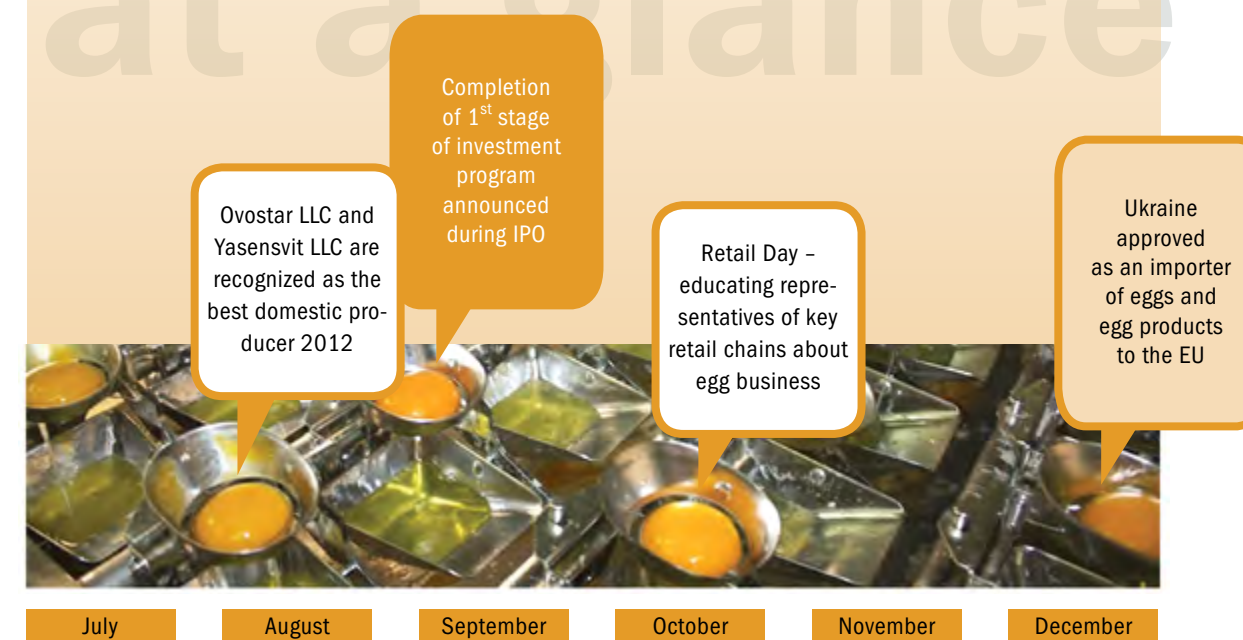 at a glance
Completion
of 1st stage
of investment
program
announced
during IPO
Ovostar LLC and
Yasensvit LLC are
recognized as the
best domestic pro-
ducer 2012
Retail Day –
educating repre-
sentatives of key
retail chains about
egg business
Ukraine
approved
as an importer
of eggs and
egg products
to the EU
July
August
September
October
November
December